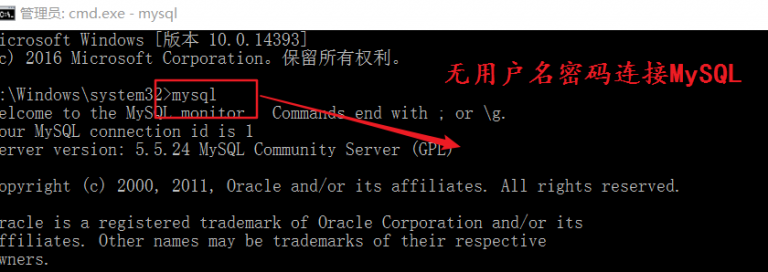 管理员: cmd.exe - mysql
icrosoft Windows [版本 10.0.14393]
c) 2016 Microsoft Corporation。保留所有权利。
无用户名密码连接MySQL
:\Windows\system32>mysql
elcome to the MySQL monitor.  Commands end with ; or \g.
our MySQL connection id is 1
erver version: 5.5.24 MySQL Community Server (GPL)
opyright (c) 2000, 2011, Oracle and/or its affiliates. All rights reserved.
racle is a registered trademark of Oracle Corporation and/or its
ffiliates. Other names may be trademarks of their respective
wners.